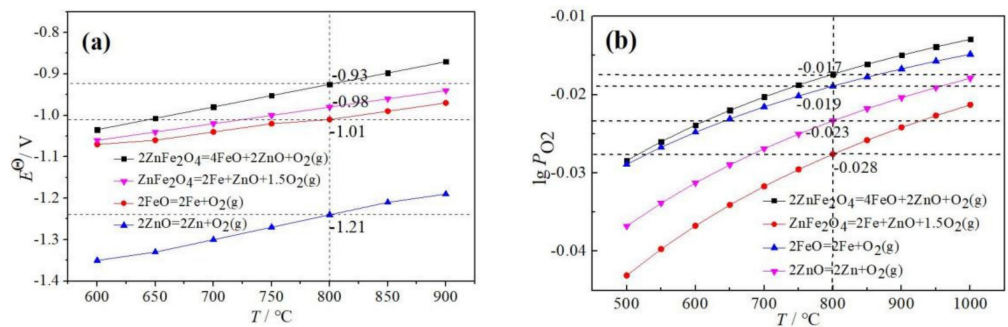 (a)
-0.7
-0.8
-0.9
-1.0
-1.1
-1.2
-1.3
-1.4
E^Θ, V
-0.93
-0.98
-1.01
2ZnFe2O4=4FeO+2ZnO+O2(g)
ZnFe2O4=2Fe+ZnO+1.5O2(g)
2FeO=2Fe+O2(g)
2ZnO=2Zn+O2(g)
-1.21
600 650 700 750 800 850 900
T / °C
(b)
-0.01
-0.02
-0.03
-0.04
lg PO2
-0.017
-0.019
-0.023
-0.028
2ZnFe2O4=4FeO+2ZnO+O2(g)
ZnFe2O4=2Fe+ZnO+1.5O2(g)
2FeO=2Fe+O2(g)
2ZnO=2Zn+O2(g)
500 600 700 800 900 1000
T / °C